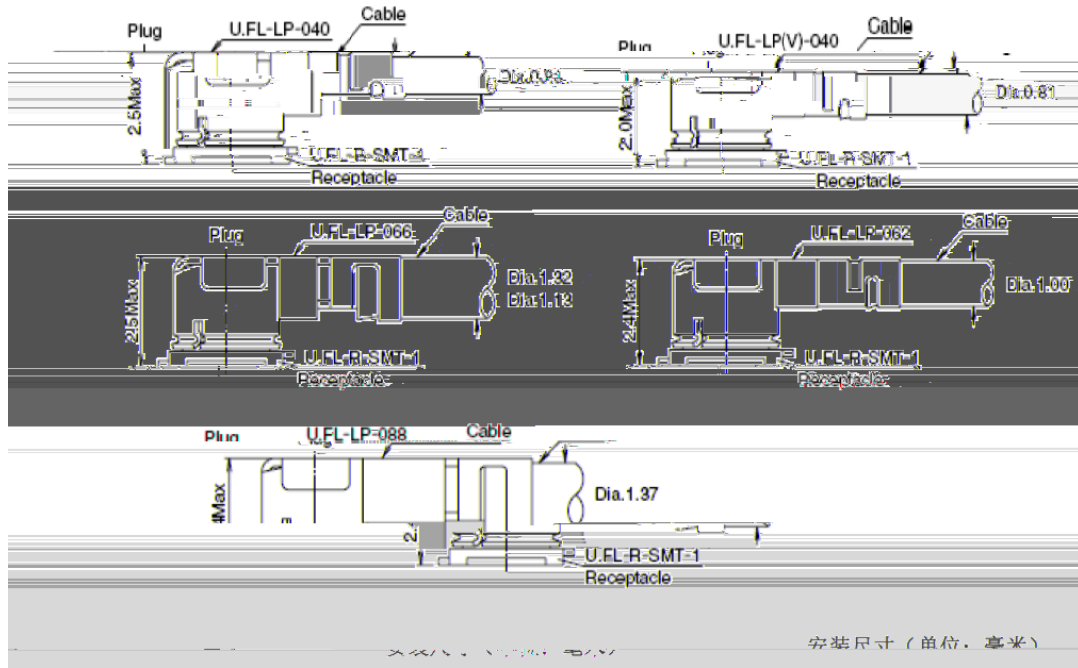 Plug U.FL-LP-040 Cable
2.5Max
U.FL-R-SMT-1
Receptacle
Plug U.FL-LP(V)-040 Cable
2.0Max
Dia.0.81
U.FL-R-SMT-1
Receptacle
Plug U.FL-LP-066 Cable
2.5Max
Dia.1.32
Dia.1.13
U.FL-R-SMT-1
Receptacle
Plug U.FL-LP-062 Cable
2.4Max
Dia.1.00
U.FL-R-SMT-1
Receptacle
Plug U.FL-LP-088 Cable
Dia.1.37
U.FL-R-SMT-1
Receptacle
安装尺寸（单位：毫米）